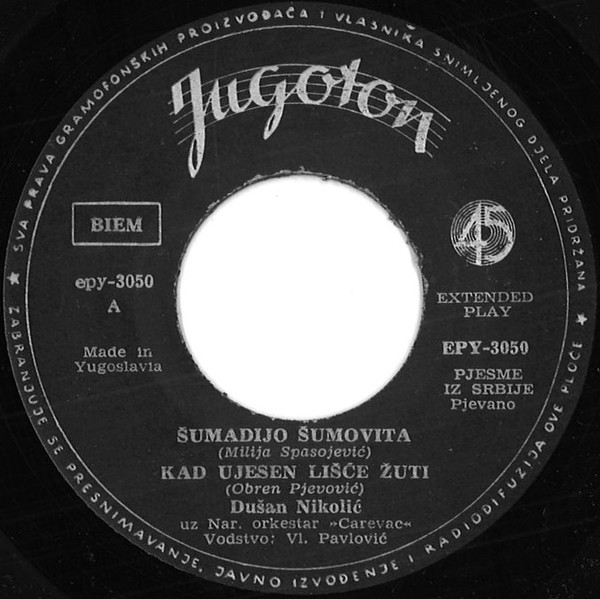 ★ SVA PRAVA GRAMOFONSKIH PROIZVOĐAČA I VLASNIKA SNIMLJENOG DJELA PRIDRŽANA
★ ZABRANJUJE SE PRESNIMAVANJE, JAVNO IZVOĐENJE I RADIODIFUZIJA OVE PLOČE
Jugoton
BIEM
45
epy-3050
A
EXTENDED
PLAY
Made in
Yugoslavia
EPY-3050
PJESME
IZ SRBIJE
Pjevano
ŠUMADIJO ŠUMOVITA
(Milija Spasojević)
KAD UJESEN LIŠĆE ŽUTI
(Obren Pjevović)
Dušan Nikolić
uz Nar. orkestar »Carevac«
Vodstvo: Vl. Pavlović